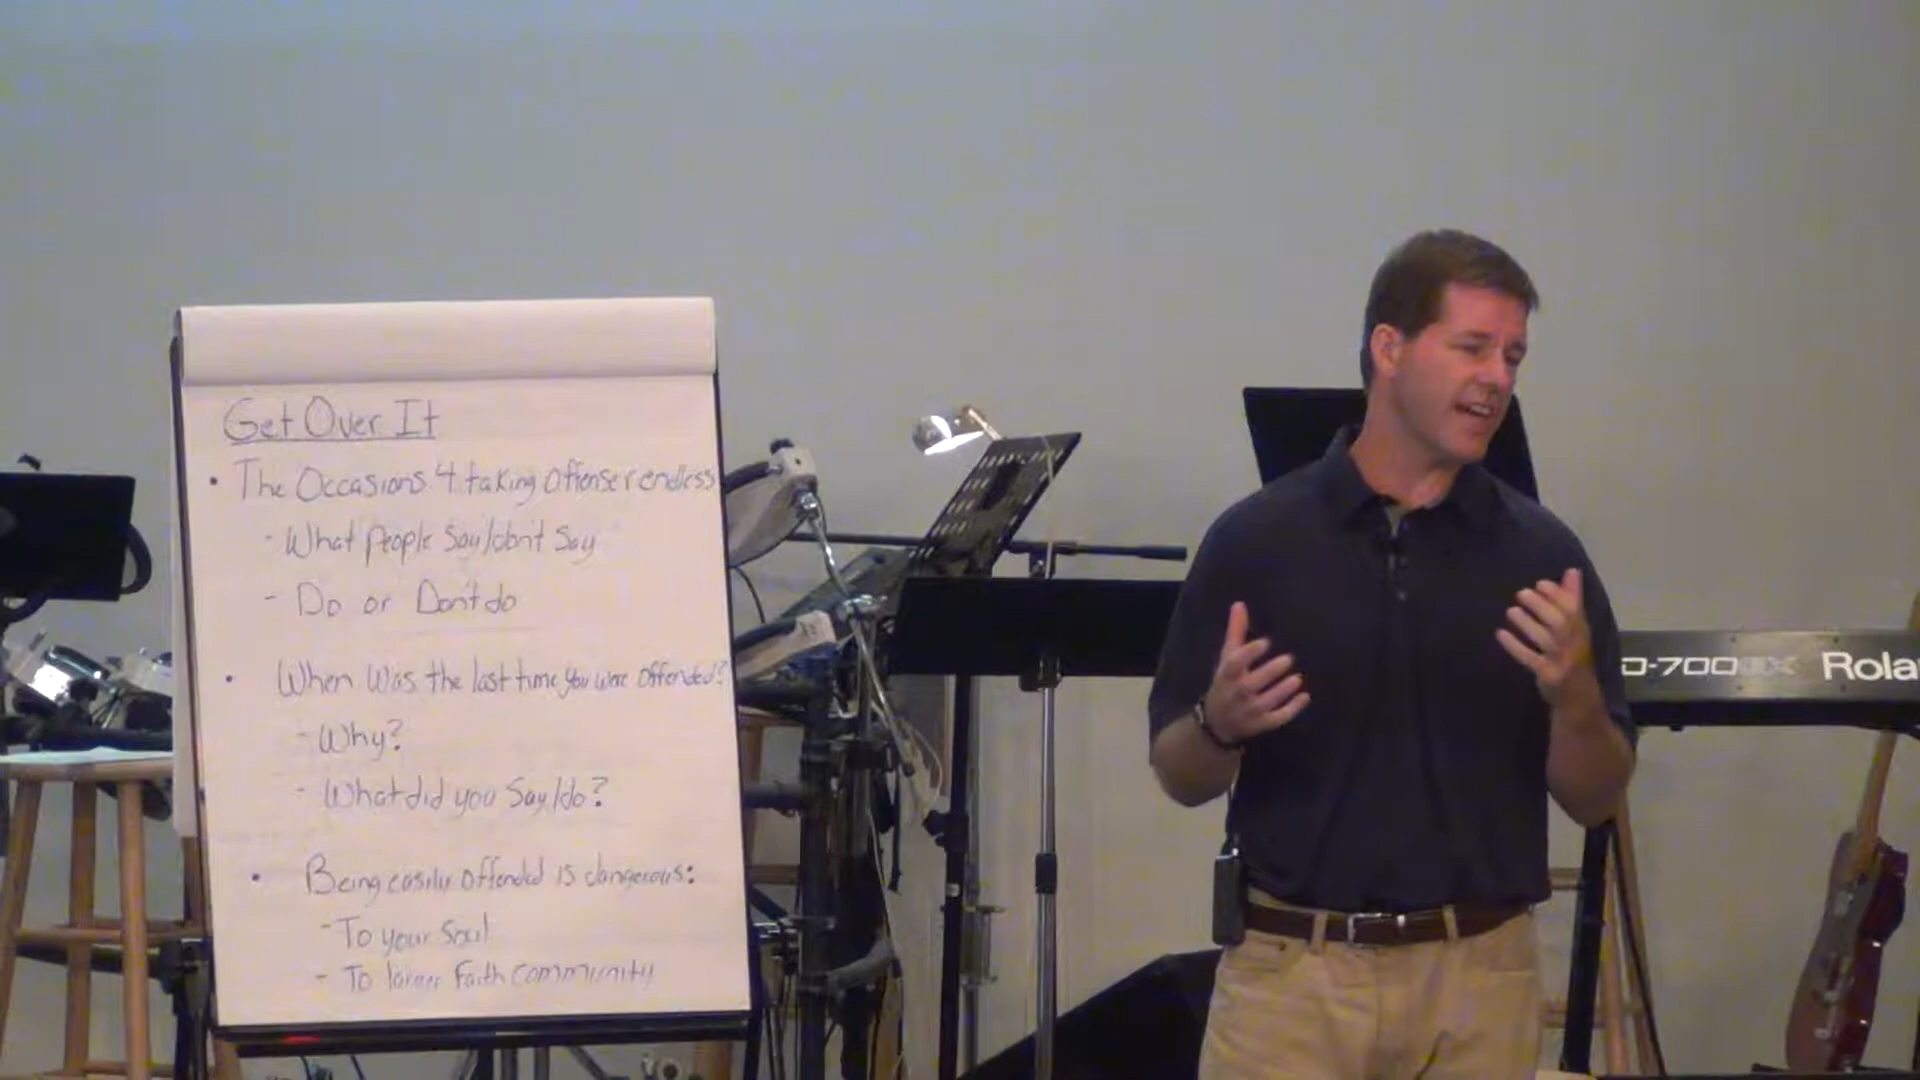 Get Over It
• The Occasions 4 taking offense r endless
- What people Say/don't Say
- Do or Don't do
• When Was the last time you were offended?
- Why?
- What did you Say/do?
• Being easily offended is dangerous:
- To your Soul
- To larger Faith Community
D-700GX Rola